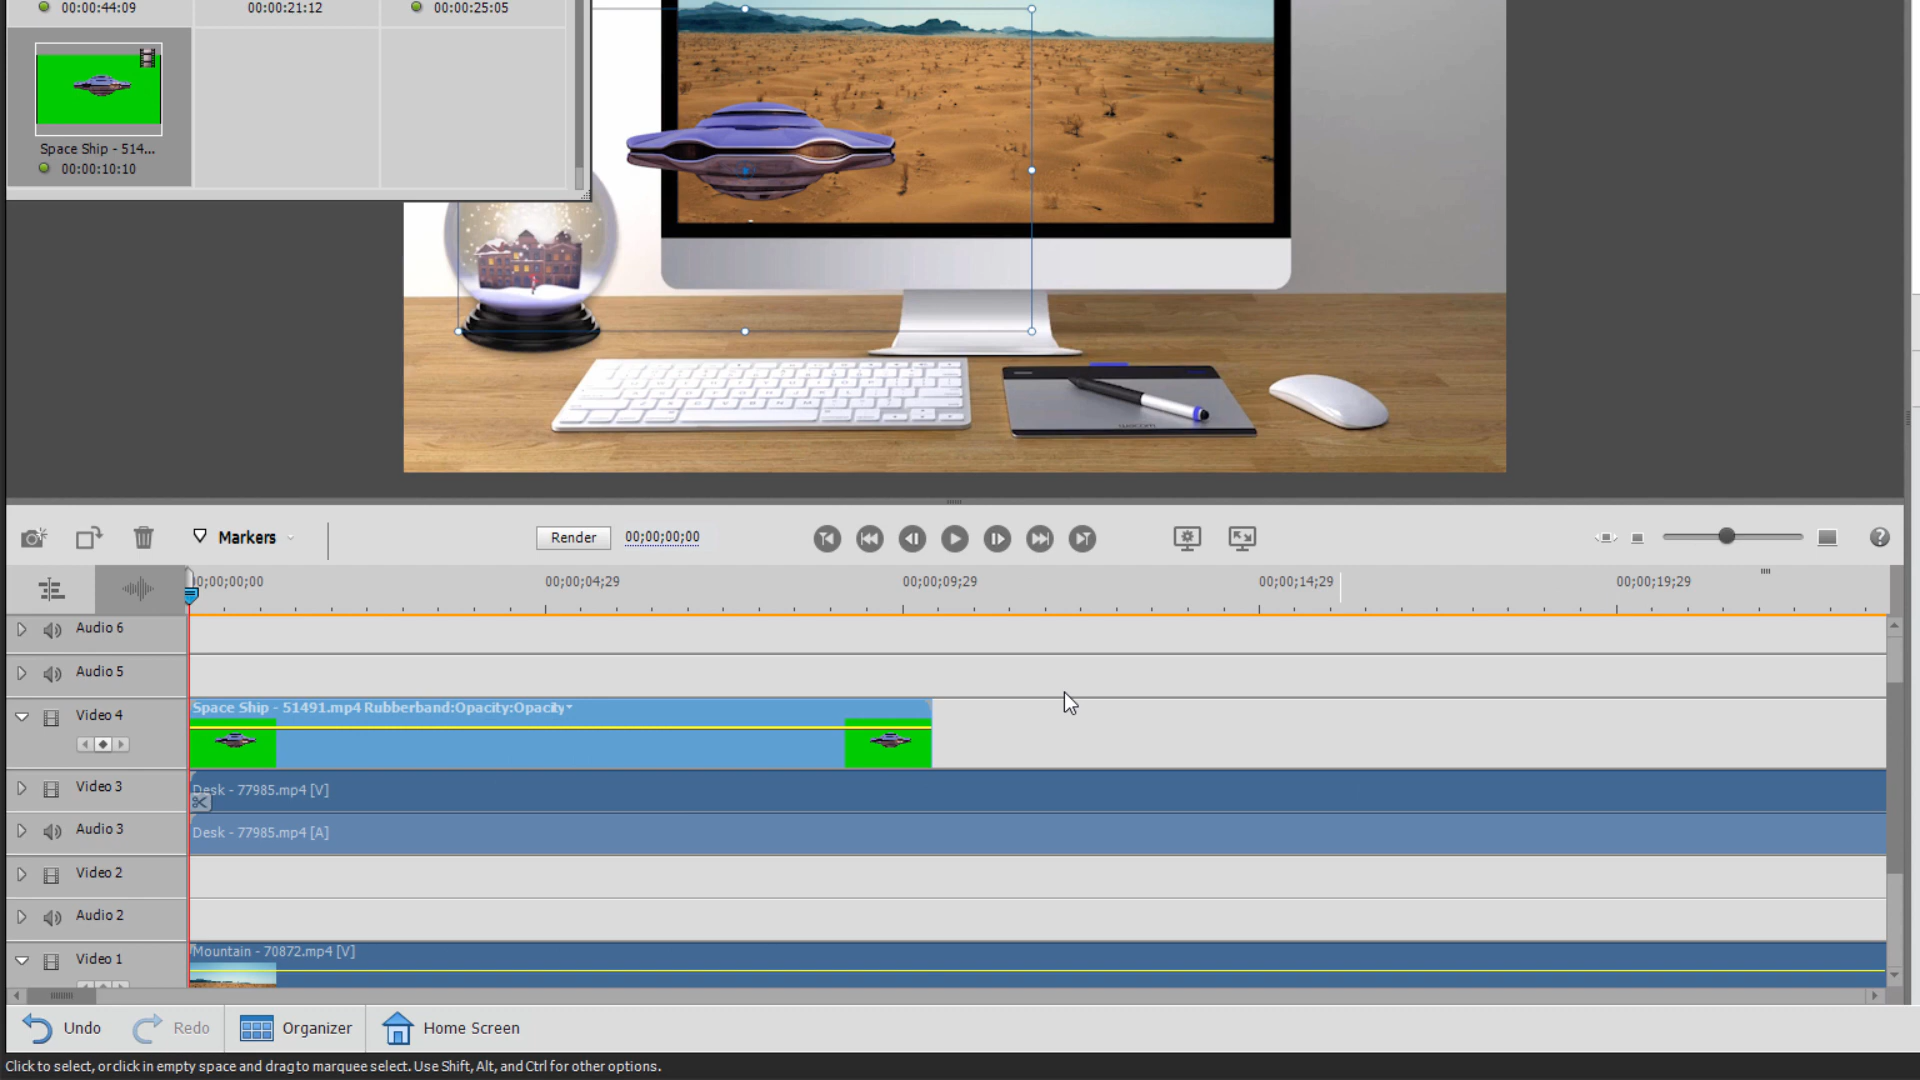 00:00:44:09 00:00:21:12 00:00:25:05
Space Ship - 514...
00:00:10:10
wacom
Markers Render 00;00;00;00
0;00;00;00 00;00;04;29 00;00;09;29 00;00;14;29 00;00;19;29
Audio 6
Audio 5
Video 4
Space Ship - 51491.mp4 Rubberband:Opacity:Opacity
Video 3
Desk - 77985.mp4 [V]
Audio 3
Desk - 77985.mp4 [A]
Video 2
Audio 2
Video 1
Mountain - 70872.mp4 [V]
Undo Redo Organizer Home Screen
Click to select, or click in empty space and drag to marquee select. Use Shift, Alt, and Ctrl for other options.